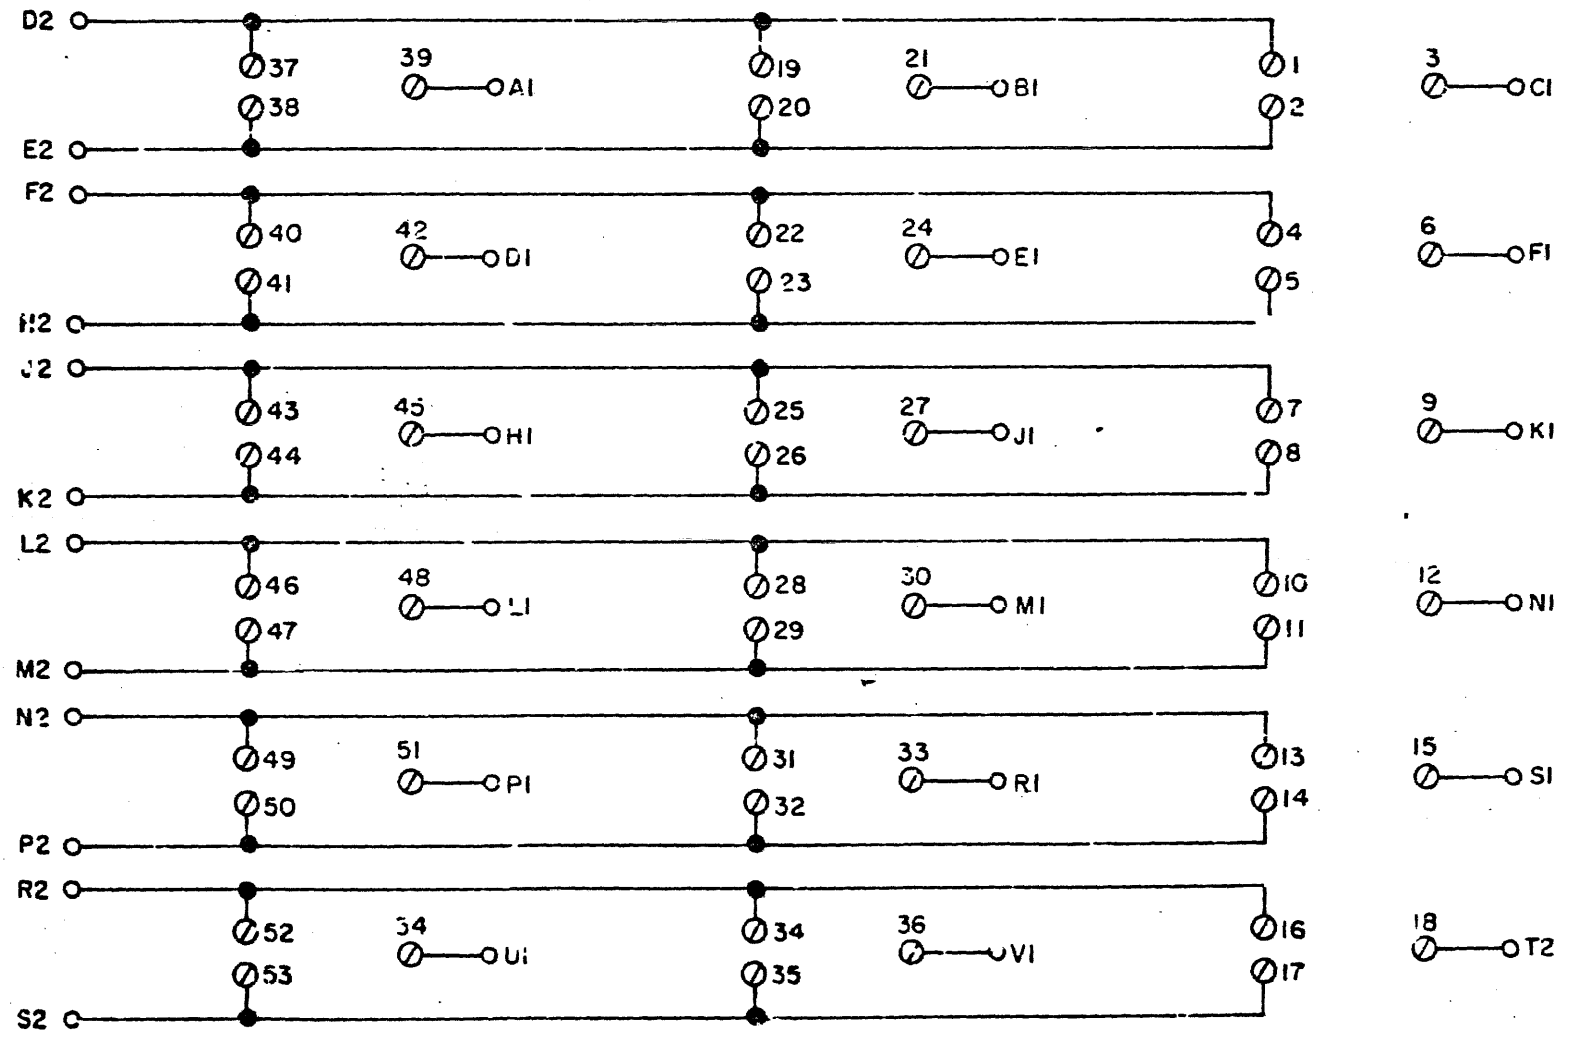 D2 37 39 A1 19 21 B1 1 3 C1
38 20 2
E2
F2 40 42 D1 22 24 E1 4 6 F1
41 23 5
H2
J2 43 45 H1 25 27 J1 7 9 K1
44 26 8
K2
L2 46 48 L1 28 30 M1 10 12 N1
47 29 11
M2
N2 49 51 P1 31 33 R1 13 15 S1
50 32 14
P2
R2 52 54 U1 34 36 V1 16 18 T2
53 35 17
S2